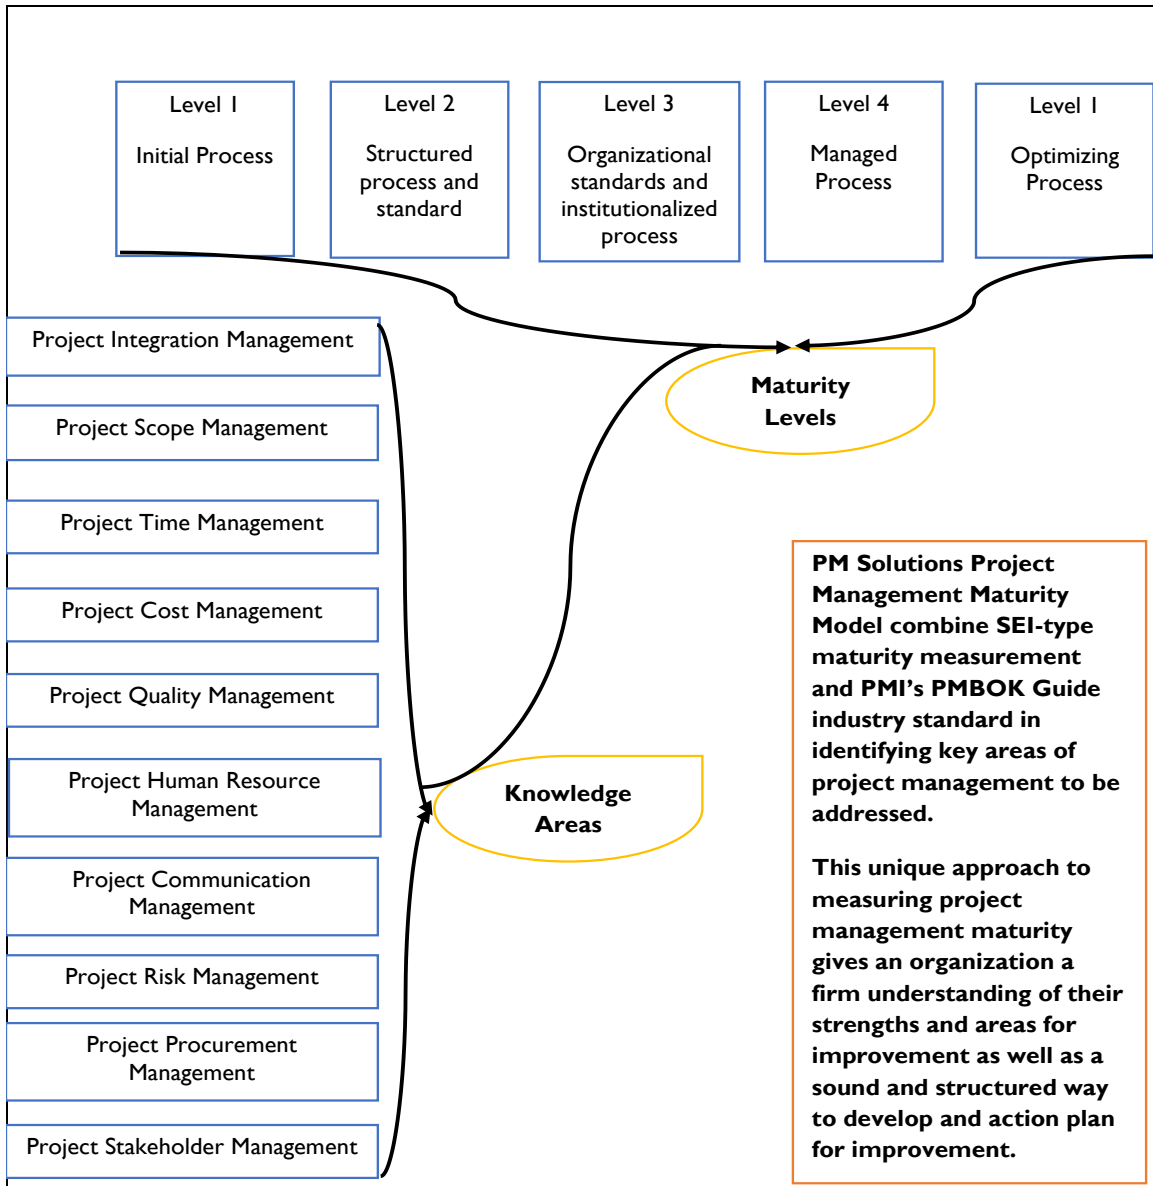 Level 1
Initial Process
Level 2
Structured
process and
standard
Level 3
Organizational
standards and
institutionalized
process
Level 4
Managed
Process
Level 1
Optimizing
Process
Project Integration Management
Project Scope Management
Project Time Management
Project Cost Management
Project Quality Management
Project Human Resource
Management
Project Communication
Management
Project Risk Management
Project Procurement
Management
Project Stakeholder Management
Maturity
Levels
Knowledge
Areas
PM Solutions Project
Management Maturity
Model combine SEI-type
maturity measurement
and PMI’s PMBOK Guide
industry standard in
identifying key areas of
project management to be
addressed.
This unique approach to
measuring project
management maturity
gives an organization a
firm understanding of their
strengths and areas for
improvement as well as a
sound and structured way
to develop and action plan
for improvement.